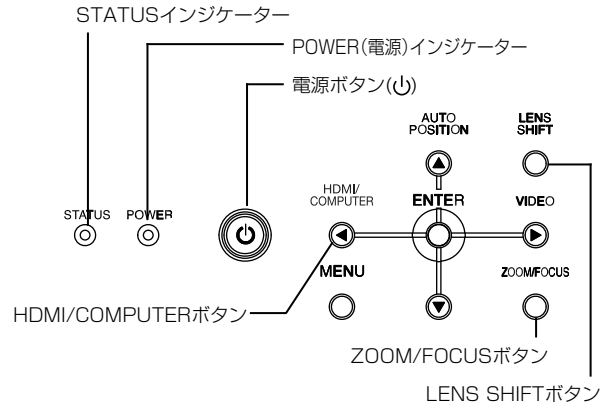 STATUSインジケーター
POWER(電源)インジケーター
電源ボタン(⏻)
AUTO
POSITION
LENS
SHIFT
HDMI/
COMPUTER
ENTER
VIDEO
STATUS
POWER
MENU
ZOOM/FOCUS
HDMI/COMPUTERボタン
ZOOM/FOCUSボタン
LENS SHIFTボタン